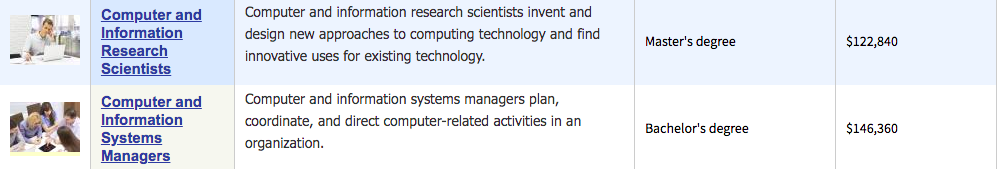 Computer and
Information
Research
Scientists
Computer and information research scientists invent and
design new approaches to computing technology and find
innovative uses for existing technology.
Master's degree
$122,840
Computer and
Information
Systems
Managers
Computer and information systems managers plan,
coordinate, and direct computer-related activities in an
organization.
Bachelor's degree
$146,360